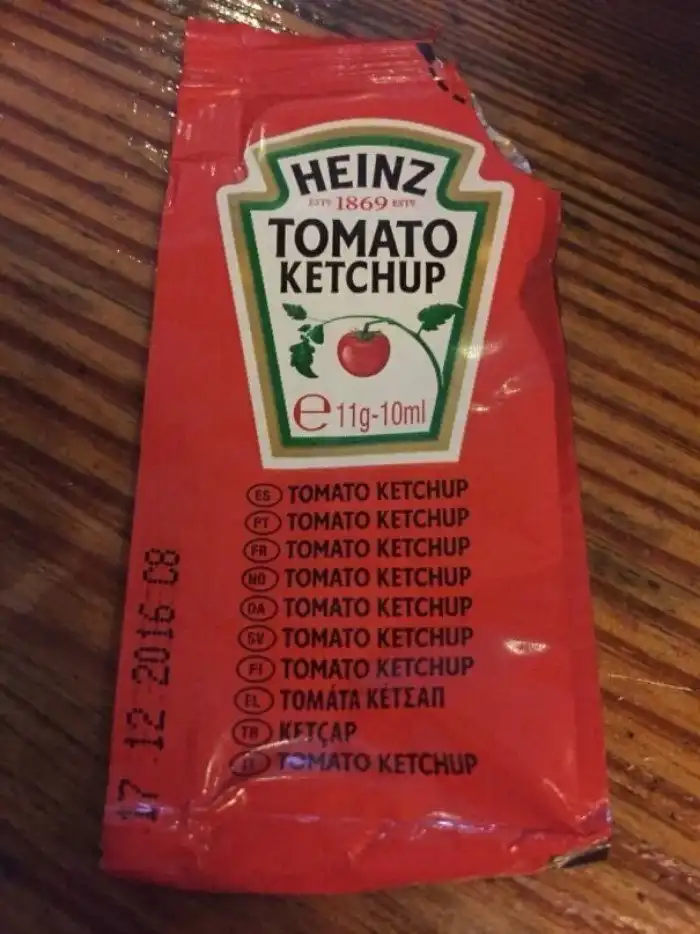 HEINZ
ESTD 1869 ESTD
TOMATO
KETCHUP
e 11g-10ml
ES TOMATO KETCHUP
PT TOMATO KETCHUP
FR TOMATO KETCHUP
NO TOMATO KETCHUP
DA TOMATO KETCHUP
SV TOMATO KETCHUP
FI TOMATO KETCHUP
EL ΤΟΜΑΤΑ ΚΕΤΣΑΠ
TR KETÇAP
TOMATO KETCHUP
17 12 2016 08